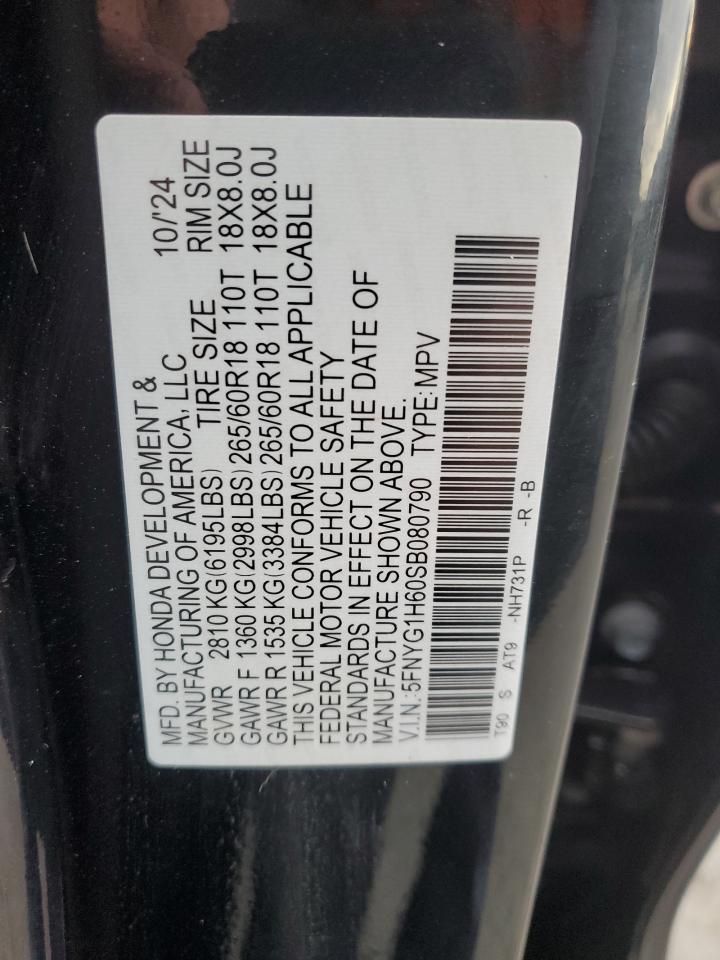 MFD. BY HONDA DEVELOPMENT &
MANUFACTURING OF AMERICA, LLC 10/'24
GVWR 2810 KG(6195LBS) TIRE SIZE RIM SIZE
GAWR F 1360 KG(2998LBS) 265/60R18 110T 18X8.0J
GAWR R 1535 KG(3384LBS) 265/60R18 110T 18X8.0J
THIS VEHICLE CONFORMS TO ALL APPLICABLE
FEDERAL MOTOR VEHICLE SAFETY
STANDARDS IN EFFECT ON THE DATE OF
MANUFACTURE SHOWN ABOVE.
V.I.N.:5FNYG1H60SB080790 TYPE:MPV
T90 S AT9 -NH731P -R -B